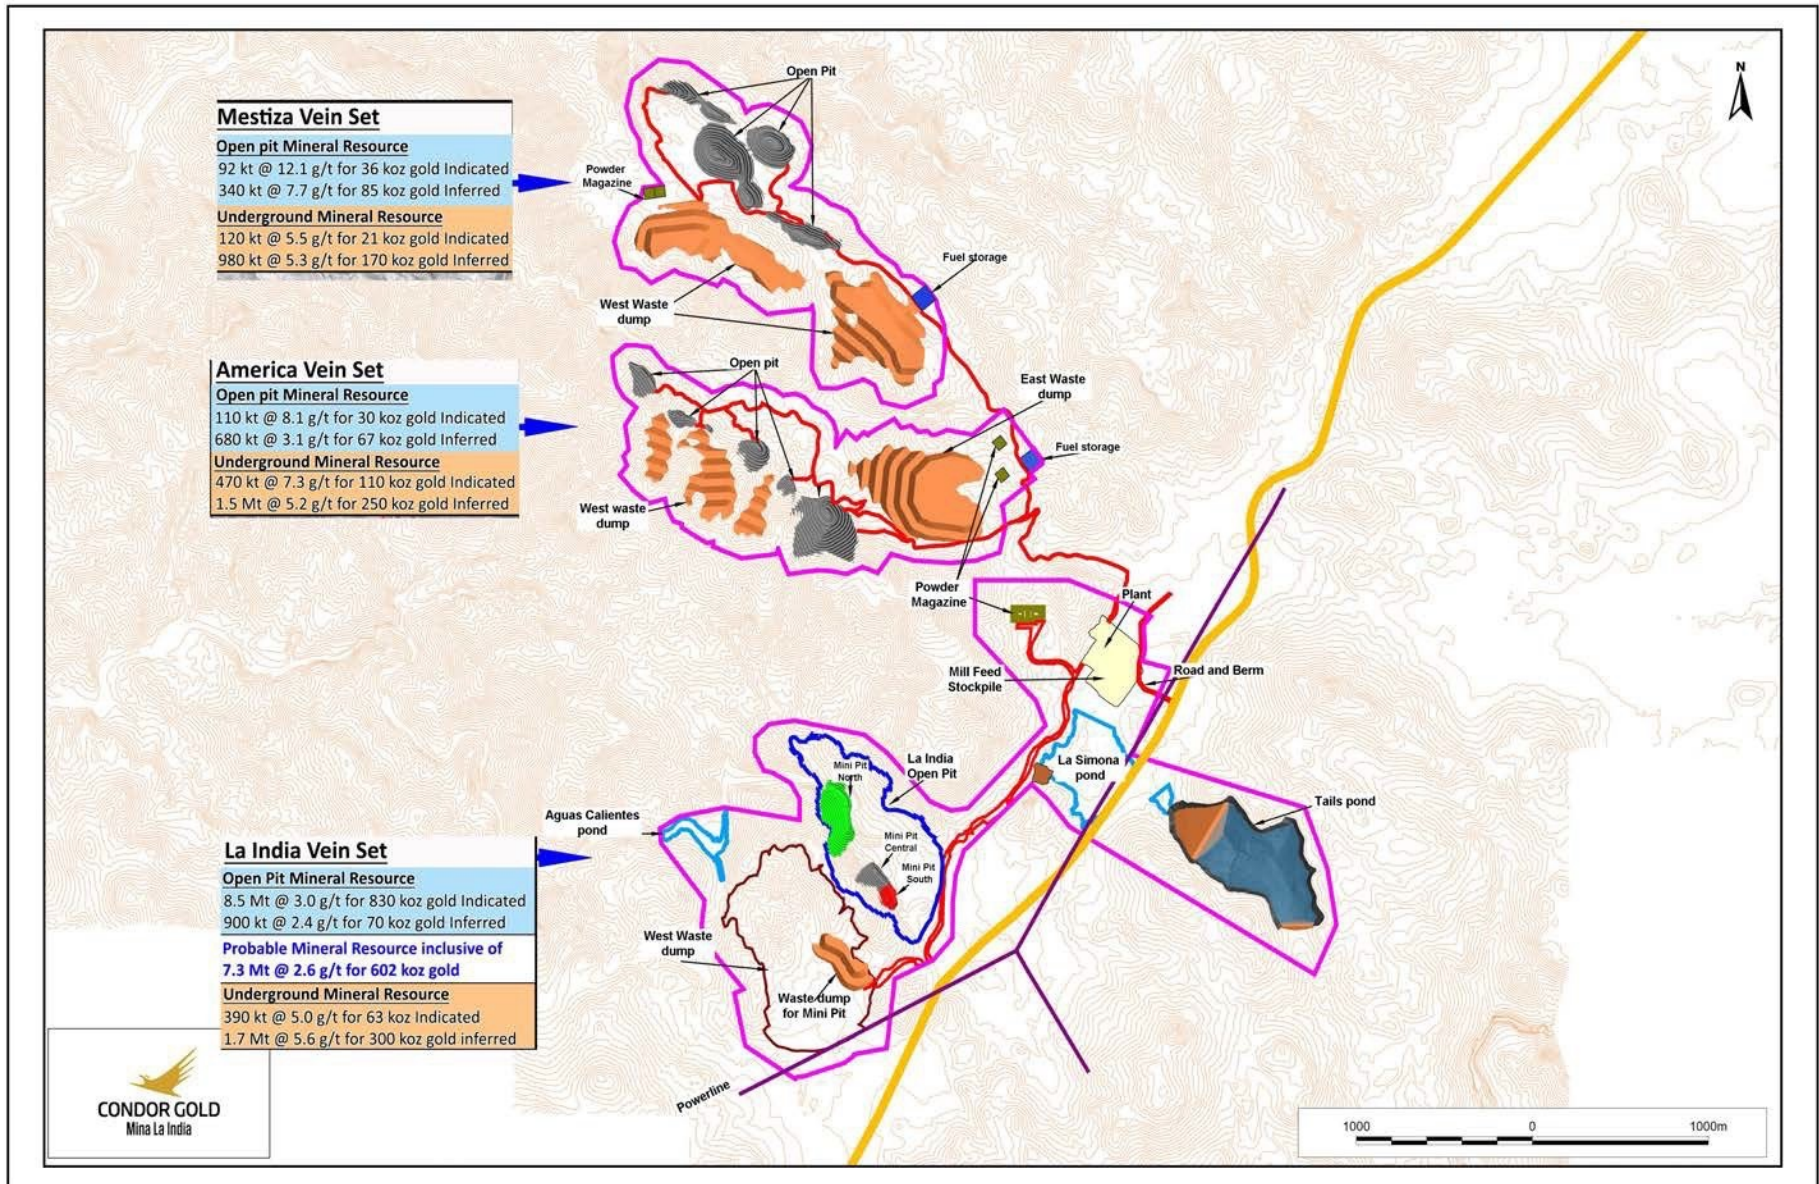 Mestiza Vein Set
Open pit Mineral Resource
92 kt @ 12.1 g/t for 36 koz gold Indicated
340 kt @ 7.7 g/t for 85 koz gold Inferred
Underground Mineral Resource
120 kt @ 5.5 g/t for 21 koz gold Indicated
980 kt @ 5.3 g/t for 170 koz gold Inferred
America Vein Set
Open pit Mineral Resource
110 kt @ 8.1 g/t for 30 koz gold Indicated
680 kt @ 3.1 g/t for 67 koz gold Inferred
Underground Mineral Resource
470 kt @ 7.3 g/t for 110 koz gold Indicated
1.5 Mt @ 5.2 g/t for 250 koz gold Inferred
La India Vein Set
Open Pit Mineral Resource
8.5 Mt @ 3.0 g/t for 830 koz gold Indicated
900 kt @ 2.4 g/t for 70 koz gold Inferred
Probable Mineral Resource inclusive of
7.3 Mt @ 2.6 g/t for 602 koz gold
Underground Mineral Resource
390 kt @ 5.0 g/t for 63 koz Indicated
1.7 Mt @ 5.6 g/t for 300 koz gold inferred
CONDOR GOLD
Mina La India
Open Pit
Powder
Magazine
Fuel storage
West Waste
dump
Open pit
East Waste
dump
Fuel storage
West waste
dump
Powder
Magazine
Plant
Mill Feed
Stockpile
Road and Berm
La India
Open Pit
Mini Pit
North
La Simona
pond
Tails pond
Aguas Calientes
pond
Mini Pit
Central
Mini Pit
South
West Waste
dump
Waste dump
for Mini Pit
Powerline
N
1000
0
1000m